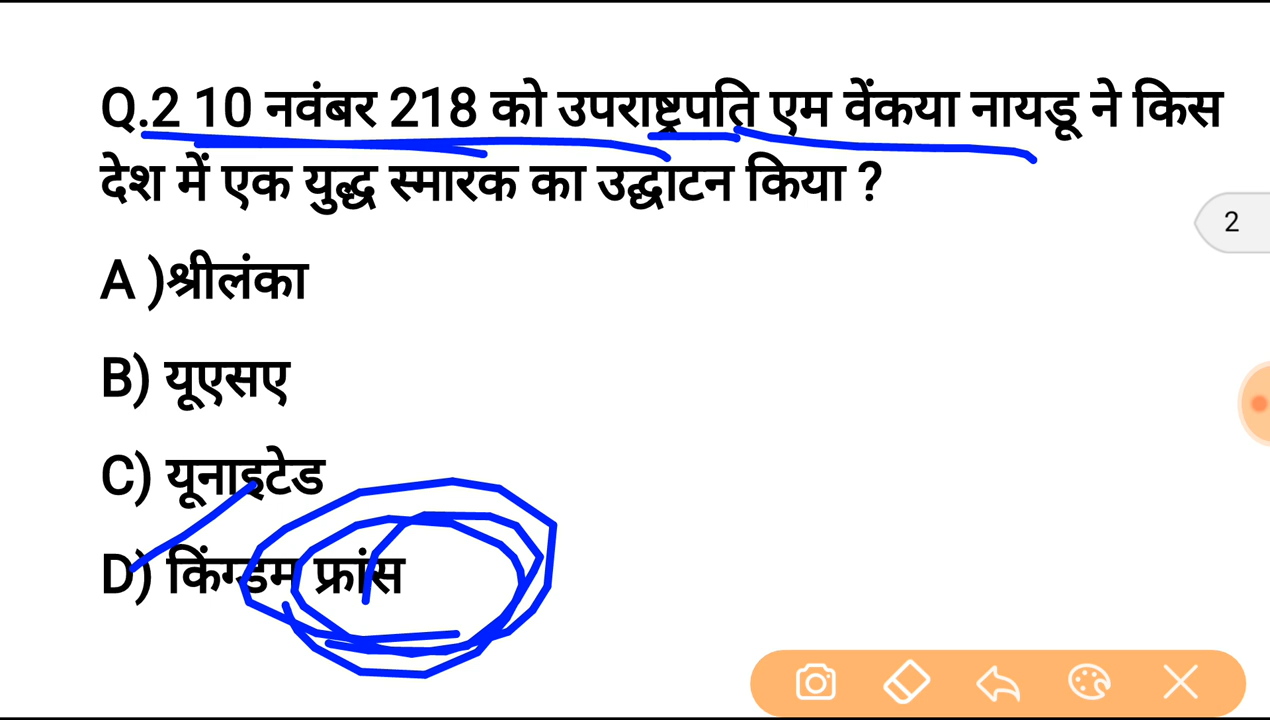 Q.2 10 नवंबर 218 को उपराष्ट्रपति एम वेंकया नायडू ने किस
देश में एक युद्ध स्मारक का उद्घाटन किया ?
2
A )श्रीलंका
B) यूएसए
C) यूनाइटेड
D) किंग्डम फ्रांस